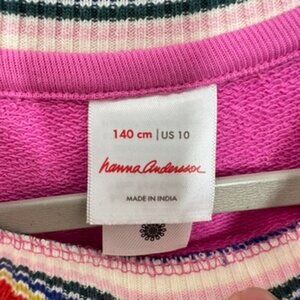 140 cm | US 10
hanna andersson
MADE IN INDIA